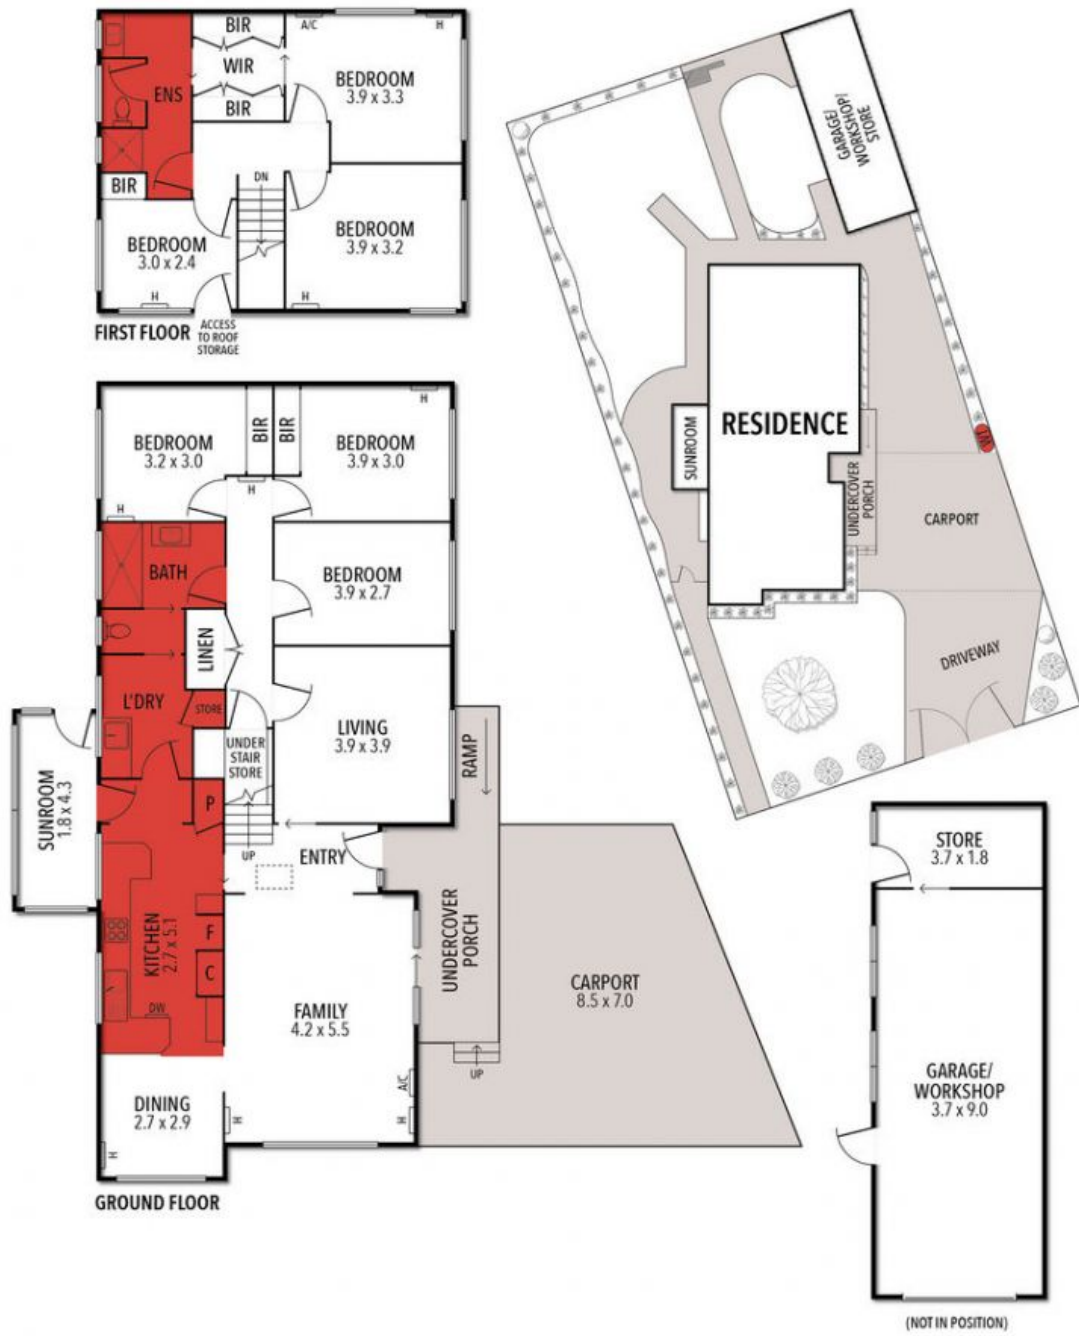 BIR
A/C
H
WIR
BIR
ENS
BEDROOM
3.9 x 3.3
BIR
DN
BEDROOM
3.0 x 2.4
BEDROOM
3.9 x 3.2
H
H
FIRST FLOOR
ACCESS
TO ROOF
STORAGE
GARAGE/
WORKSHOP/
STORE
RESIDENCE
SUNROOM
UNDERCOVER
PORCH
CARPORT
DRIVEWAY
WT
BEDROOM
3.2 x 3.0
BIR
BIR
H
BEDROOM
3.9 x 3.0
H
H
BATH
BEDROOM
3.9 x 2.7
LINEN
L'DRY
STORE
LIVING
3.9 x 3.9
UNDER
STAIR
STORE
P
UP
ENTRY
SUNROOM
1.8 x 4.3
RAMP
UNDERCOVER
PORCH
KITCHEN
2.7 x 5.1
F
C
DW
FAMILY
4.2 x 5.5
CARPORT
8.5 x 7.0
UP
A/C
H
H
DINING
2.7 x 2.9
H
GROUND FLOOR
STORE
3.7 x 1.8
GARAGE/
WORKSHOP
3.7 x 9.0
(NOT IN POSITION)